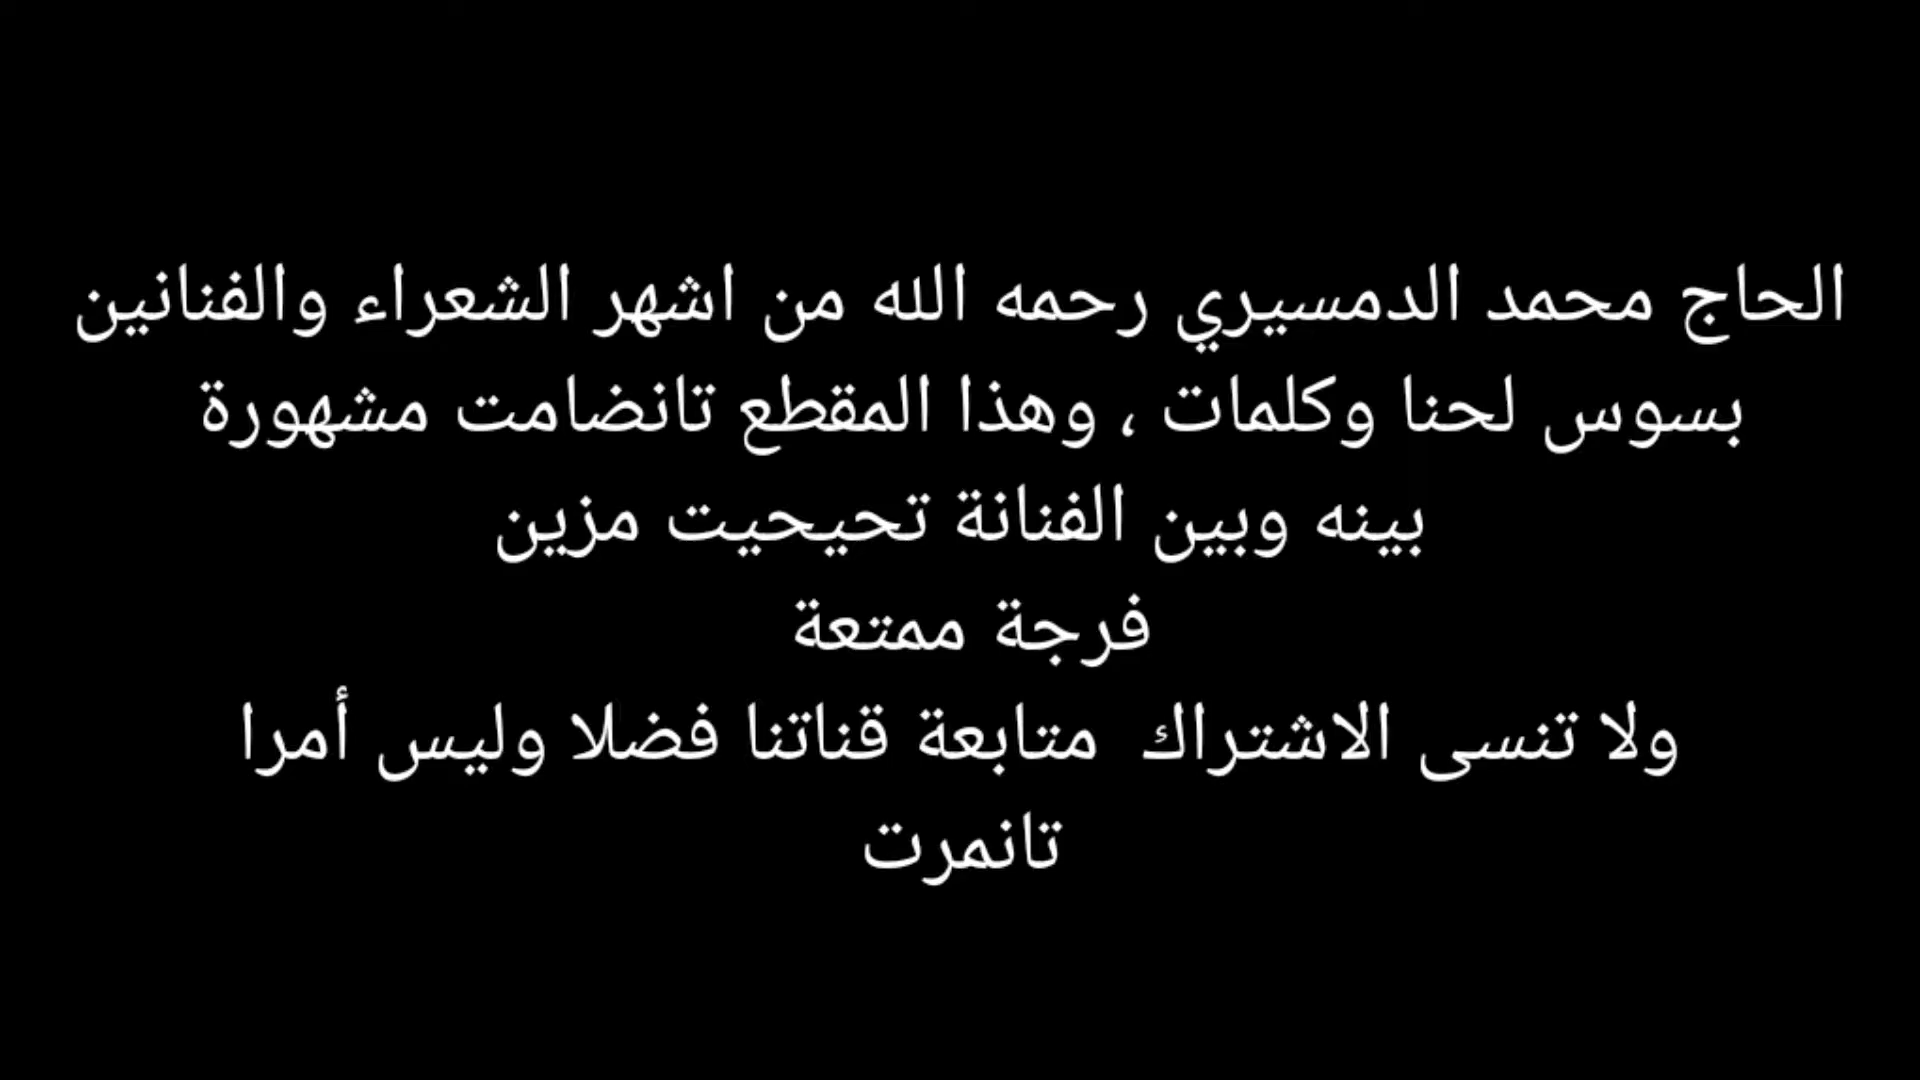 الحاج محمد الدمسيري رحمه الله من اشهر الشعراء والفنانين
بسوس لحنا وكلمات ، وهذا المقطع تانضامت مشهورة
بينه وبين الفنانة تحيحيت مزين
فرجة ممتعة
ولا تنسى الاشتراك  متابعة قناتنا فضلا وليس أمرا
تانمرت